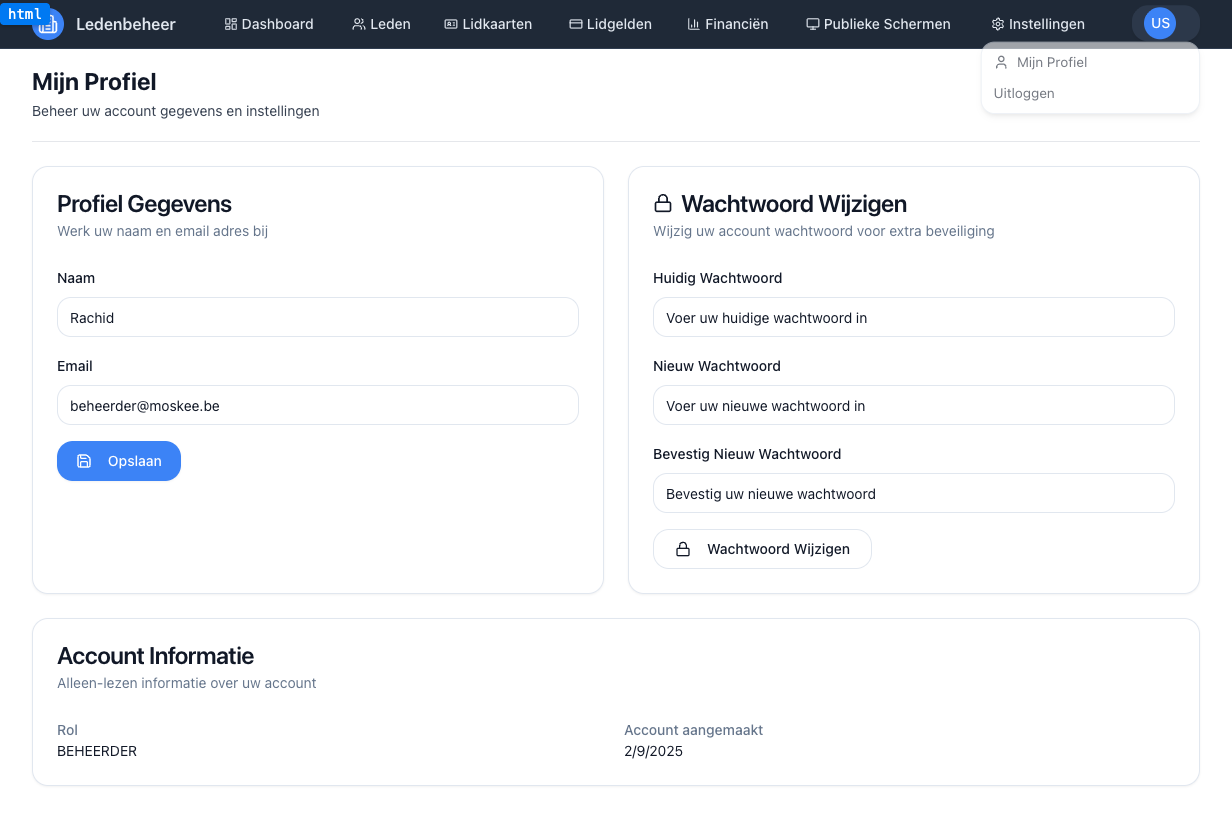 html
Ledenbeheer
Dashboard
Leden
Lidkaarten
Lidgelden
Financiën
Publieke Schermen
Instellingen
US
Mijn Profiel
Uitloggen
Mijn Profiel
Beheer uw account gegevens en instellingen
Profiel Gegevens
Werk uw naam en email adres bij
Naam
Rachid
Email
beheerder@moskee.be
Opslaan
Wachtwoord Wijzigen
Wijzig uw account wachtwoord voor extra beveiliging
Huidig Wachtwoord
Voer uw huidige wachtwoord in
Nieuw Wachtwoord
Voer uw nieuwe wachtwoord in
Bevestig Nieuw Wachtwoord
Bevestig uw nieuwe wachtwoord
Wachtwoord Wijzigen
Account Informatie
Alleen-lezen informatie over uw account
Rol
BEHEERDER
Account aangemaakt
2/9/2025